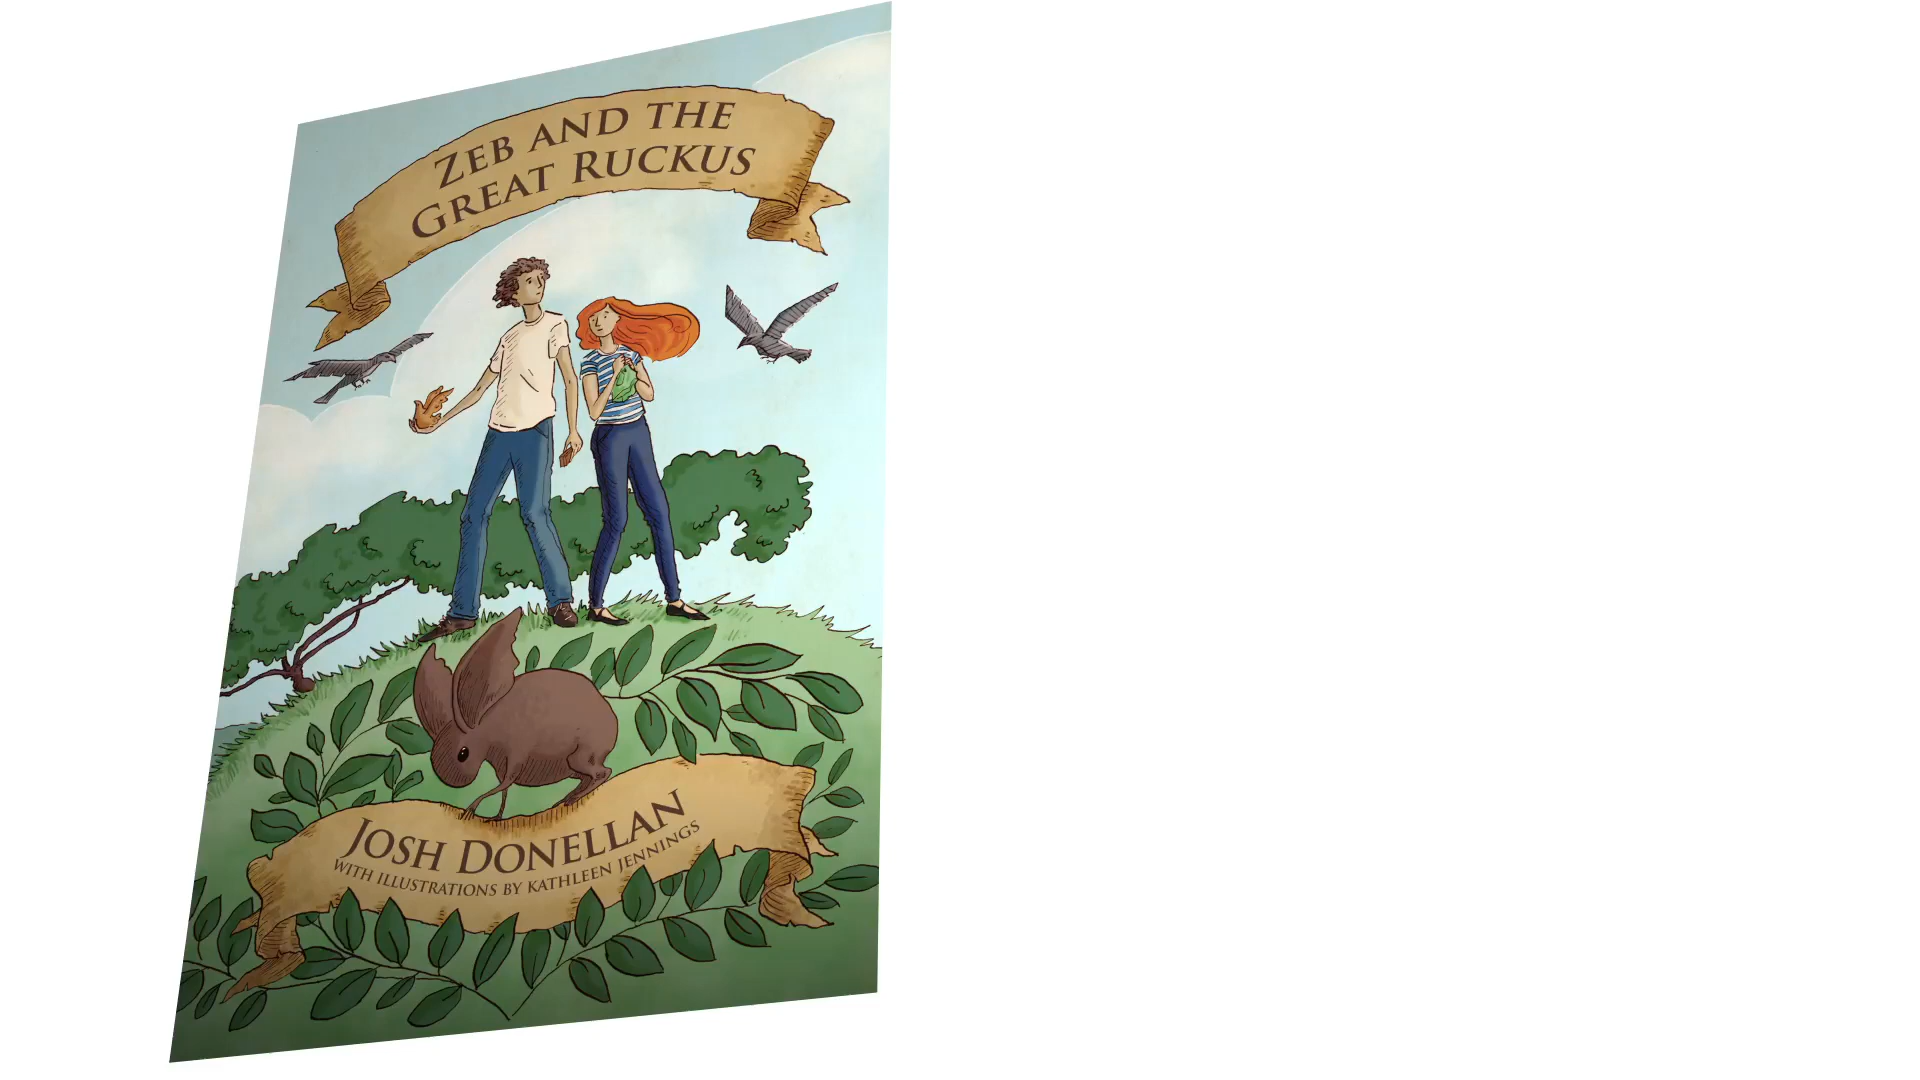 ZEB AND THE
GREAT RUCKUS
JOSH DONELLAN
WITH ILLUSTRATIONS BY KATHLEEN JENNINGS